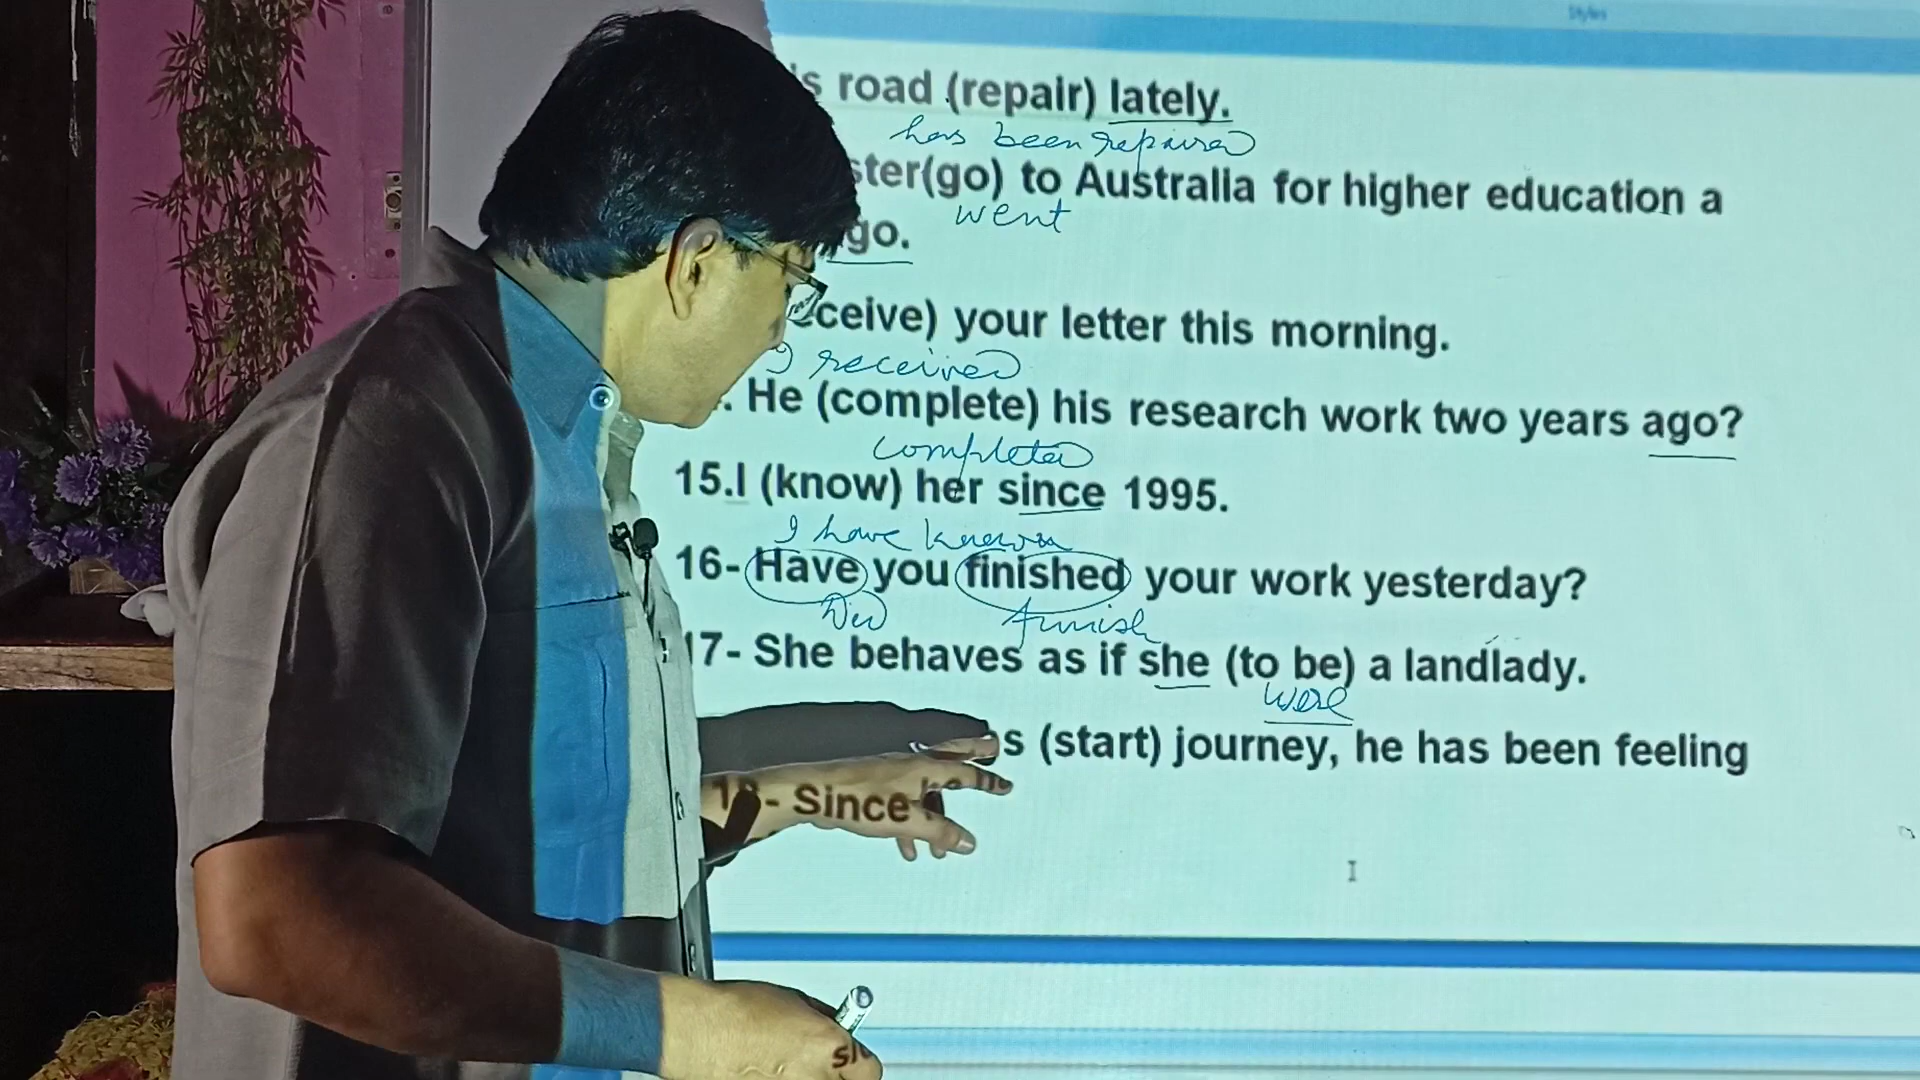 Styles
s road (repair) lately.
has been repaired
ster(go) to Australia for higher education a
went
go.
ceive) your letter this morning.
I received
. He (complete) his research work two years ago?
completed
15.I (know) her since 1995.
I have known
16- Have you finished your work yesterday?
Did finish
17- She behaves as if she (to be) a landlady.
were
s (start) journey, he has been feeling
- Since